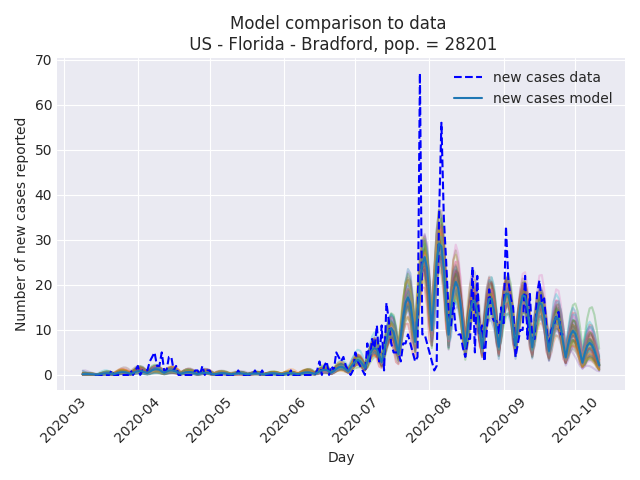 Model comparison to data
US - Florida - Bradford, pop. = 28201
new cases data
new cases model
Number of new cases reported
70
60
50
40
30
20
10
0
2020-03
2020-04
2020-05
2020-06
2020-07
2020-08
2020-09
2020-10
Day